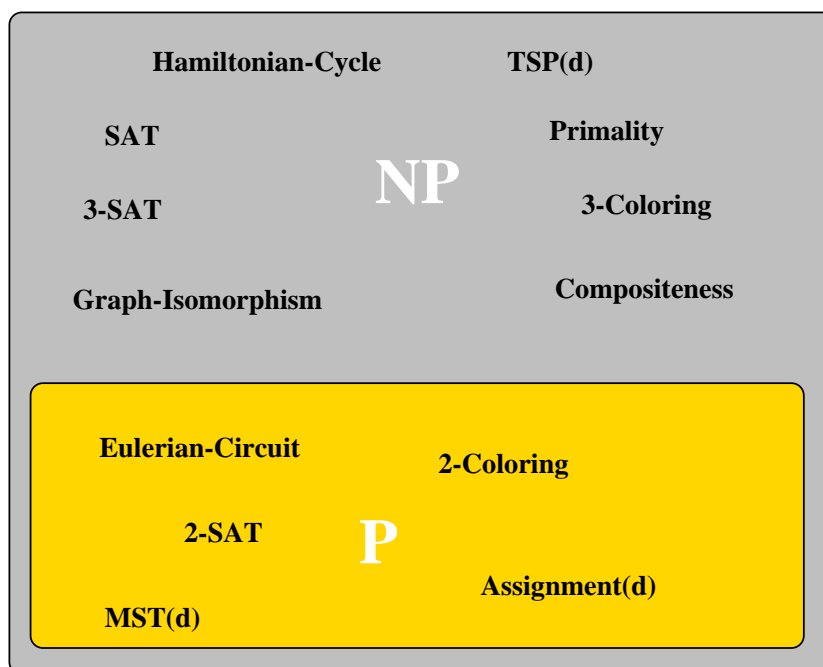 Hamiltonian-Cycle TSP(d)
SAT Primality
NP
3-SAT 3-Coloring
Graph-Isomorphism Compositeness
Eulerian-Circuit 2-Coloring
2-SAT P
Assignment(d)
MST(d)